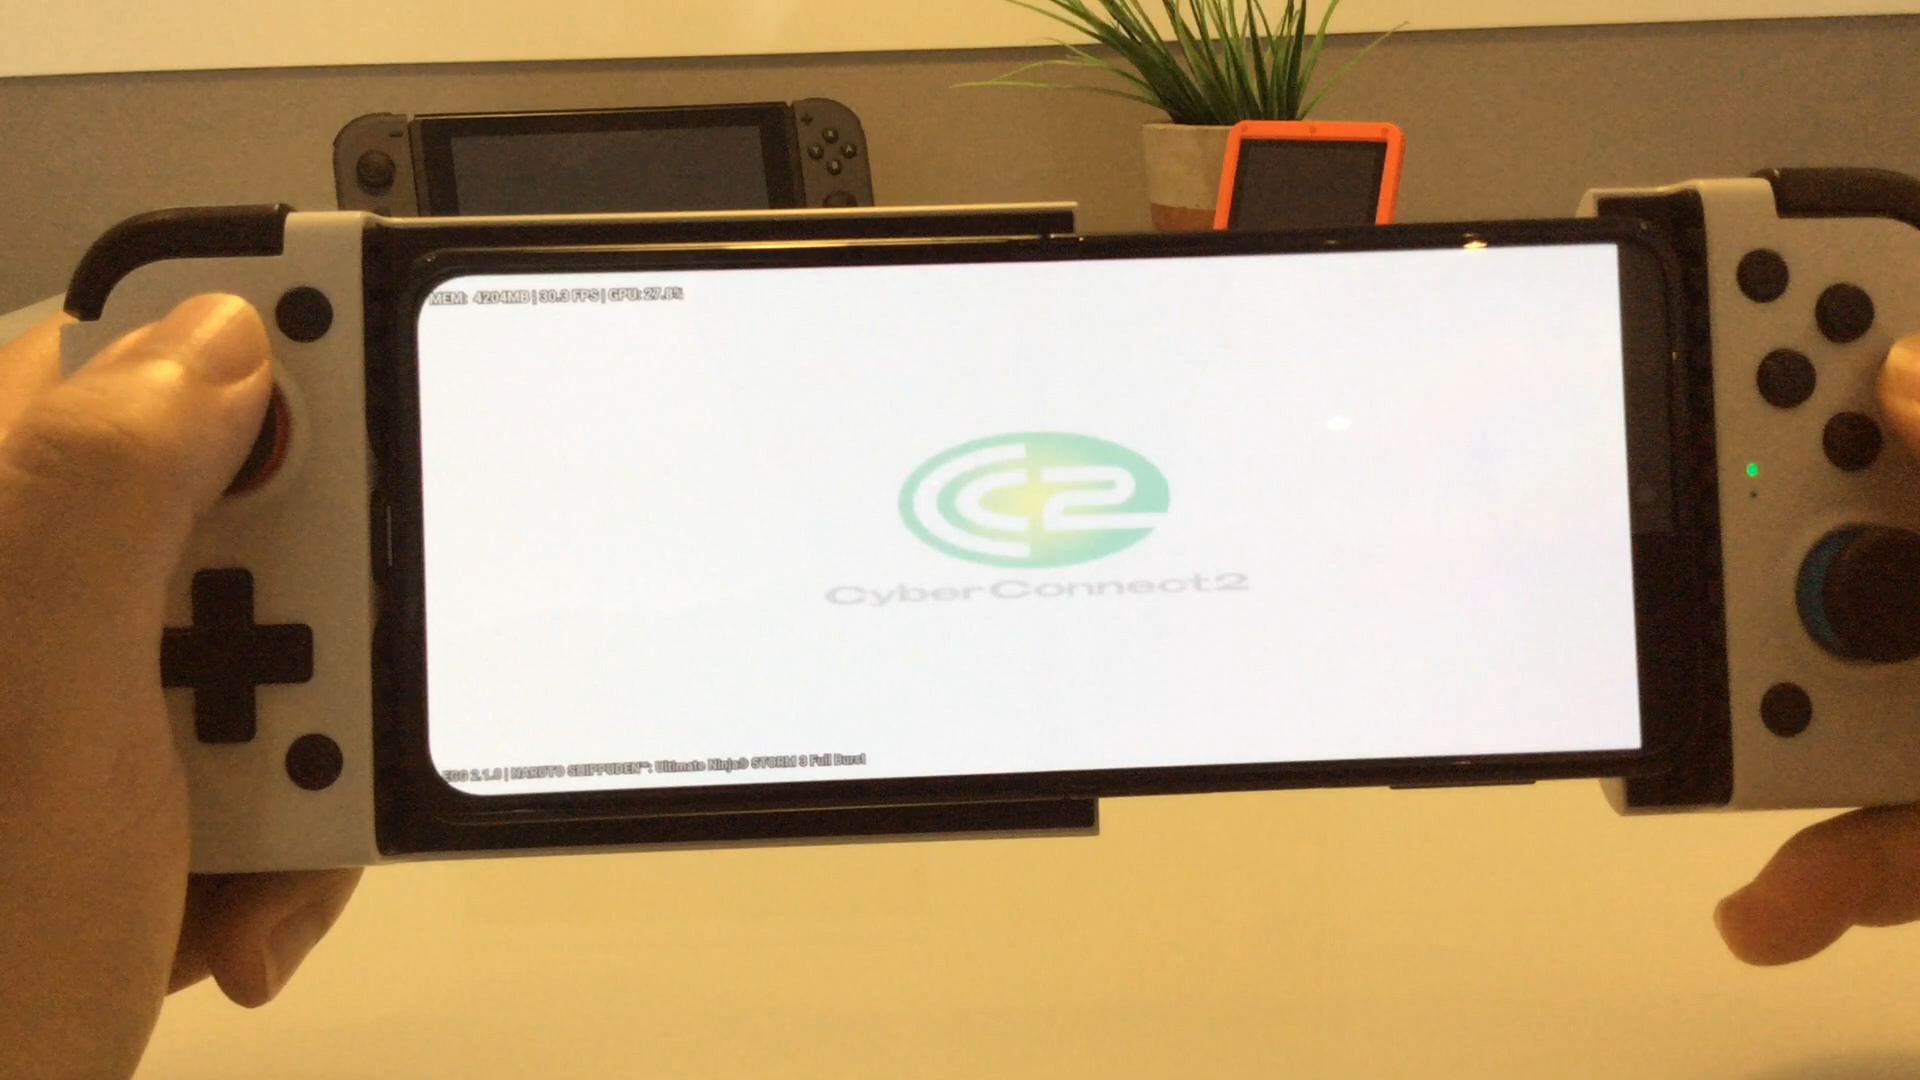 MEM: 4204MB | 30.3 FPS | GPU: 27.8%
CC2
CyberConnect2
EGG 2.1.0 | NARUTO SHIPPUDEN™: Ultimate Ninja® STORM 3 Full Burst